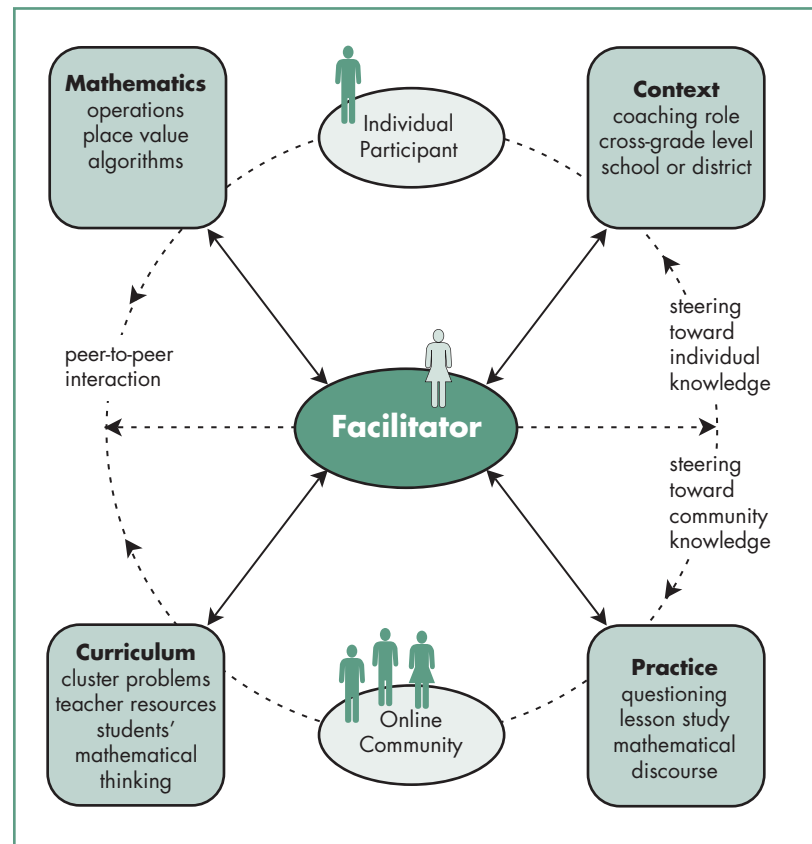 Mathematics
operations
place value
algorithms
Individual
Participant
Context
coaching role
cross-grade level
school or district
peer-to-peer
interaction
steering
toward
individual
knowledge
Facilitator
steering
toward
community
knowledge
Curriculum
cluster problems
teacher resources
students’
mathematical
thinking
Online
Community
Practice
questioning
lesson study
mathematical
discourse